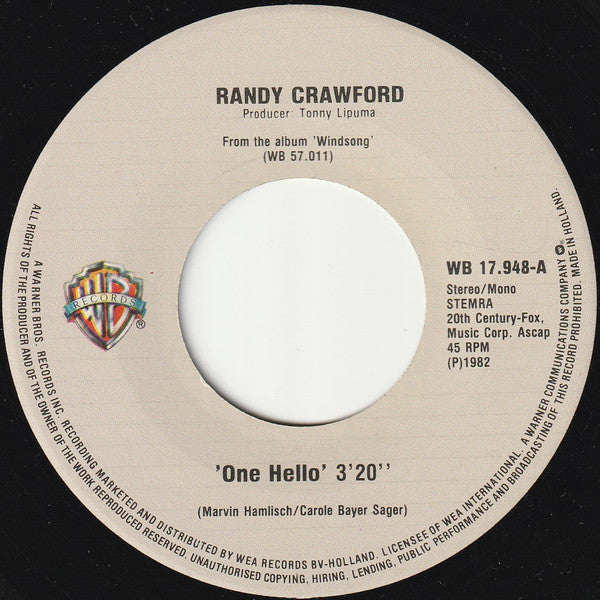 RANDY CRAWFORD
Producer: Tonny Lipuma
From the album 'Windsong'
(WB 57.011)
WB
RECORDS
®
WB 17.948-A
Stereo/Mono
STEMRA
20th Century-Fox,
Music Corp. Ascap
45 RPM
(P)1982
'One Hello' 3'20''
(Marvin Hamlisch/Carole Bayer Sager)
A WARNER BROS. RECORDS INC. RECORDING MARKETED AND DISTRIBUTED BY WEA RECORDS BV-HOLLAND. LICENSEE OF WEA INTERNATIONAL. A WARNER COMMUNICATIONS COMPANY
ALL RIGHTS OF THE PRODUCER AND OF THE OWNER OF THE WORK REPRODUCED RESERVED. UNAUTHORISED COPYING, HIRING, LENDING, PUBLIC PERFORMANCE AND BROADCASTING OF THIS RECORD PROHIBITED. MADE IN HOLLAND.